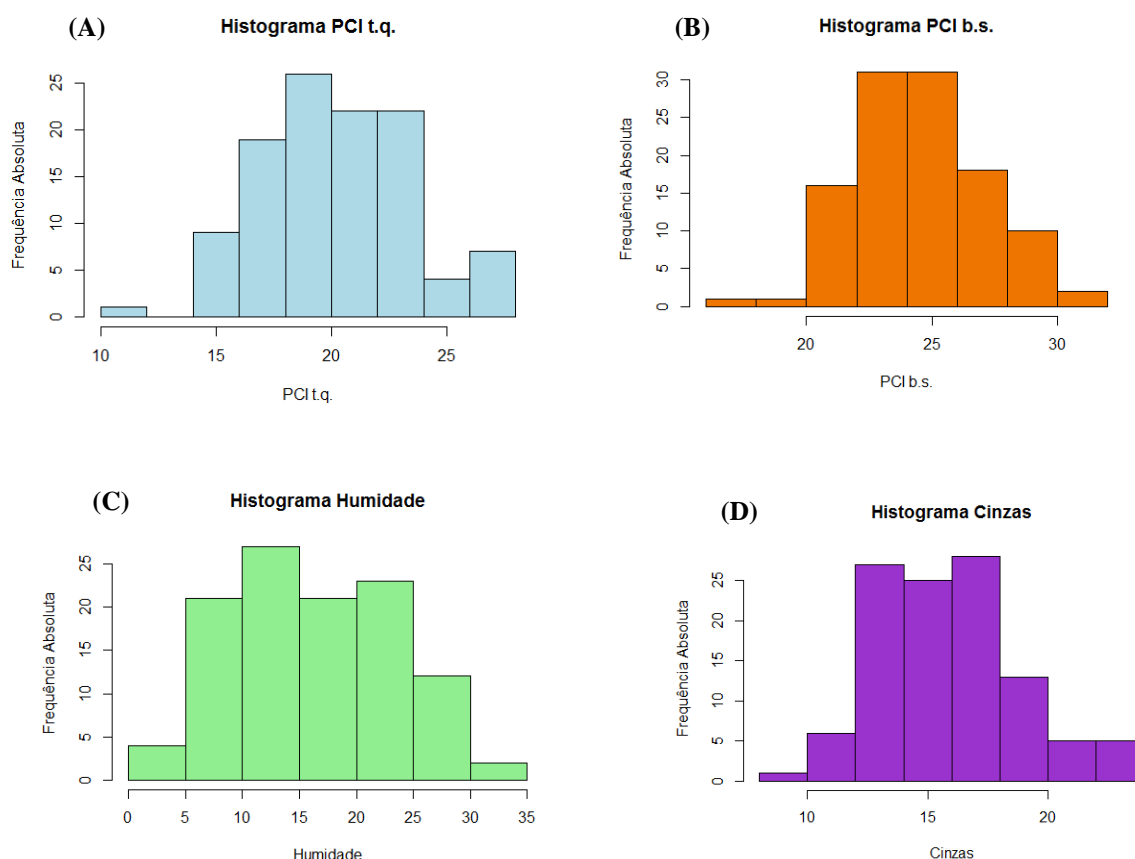 (A)
Histograma PCI t.q.
Frequência Absoluta
0 5 10 15 20 25
10 15 20 25
PCI t.q.
(B)
Histograma PCI b.s.
Frequência Absoluta
0 5 10 15 20 25 30
20 25 30
PCI b.s.
(C)
Histograma Humidade
Frequência Absoluta
0 5 10 15 20 25
0 5 10 15 20 25 30 35
Humidade
(D)
Histograma Cinzas
Frequência Absoluta
0 5 10 15 20 25
10 15 20
Cinzas